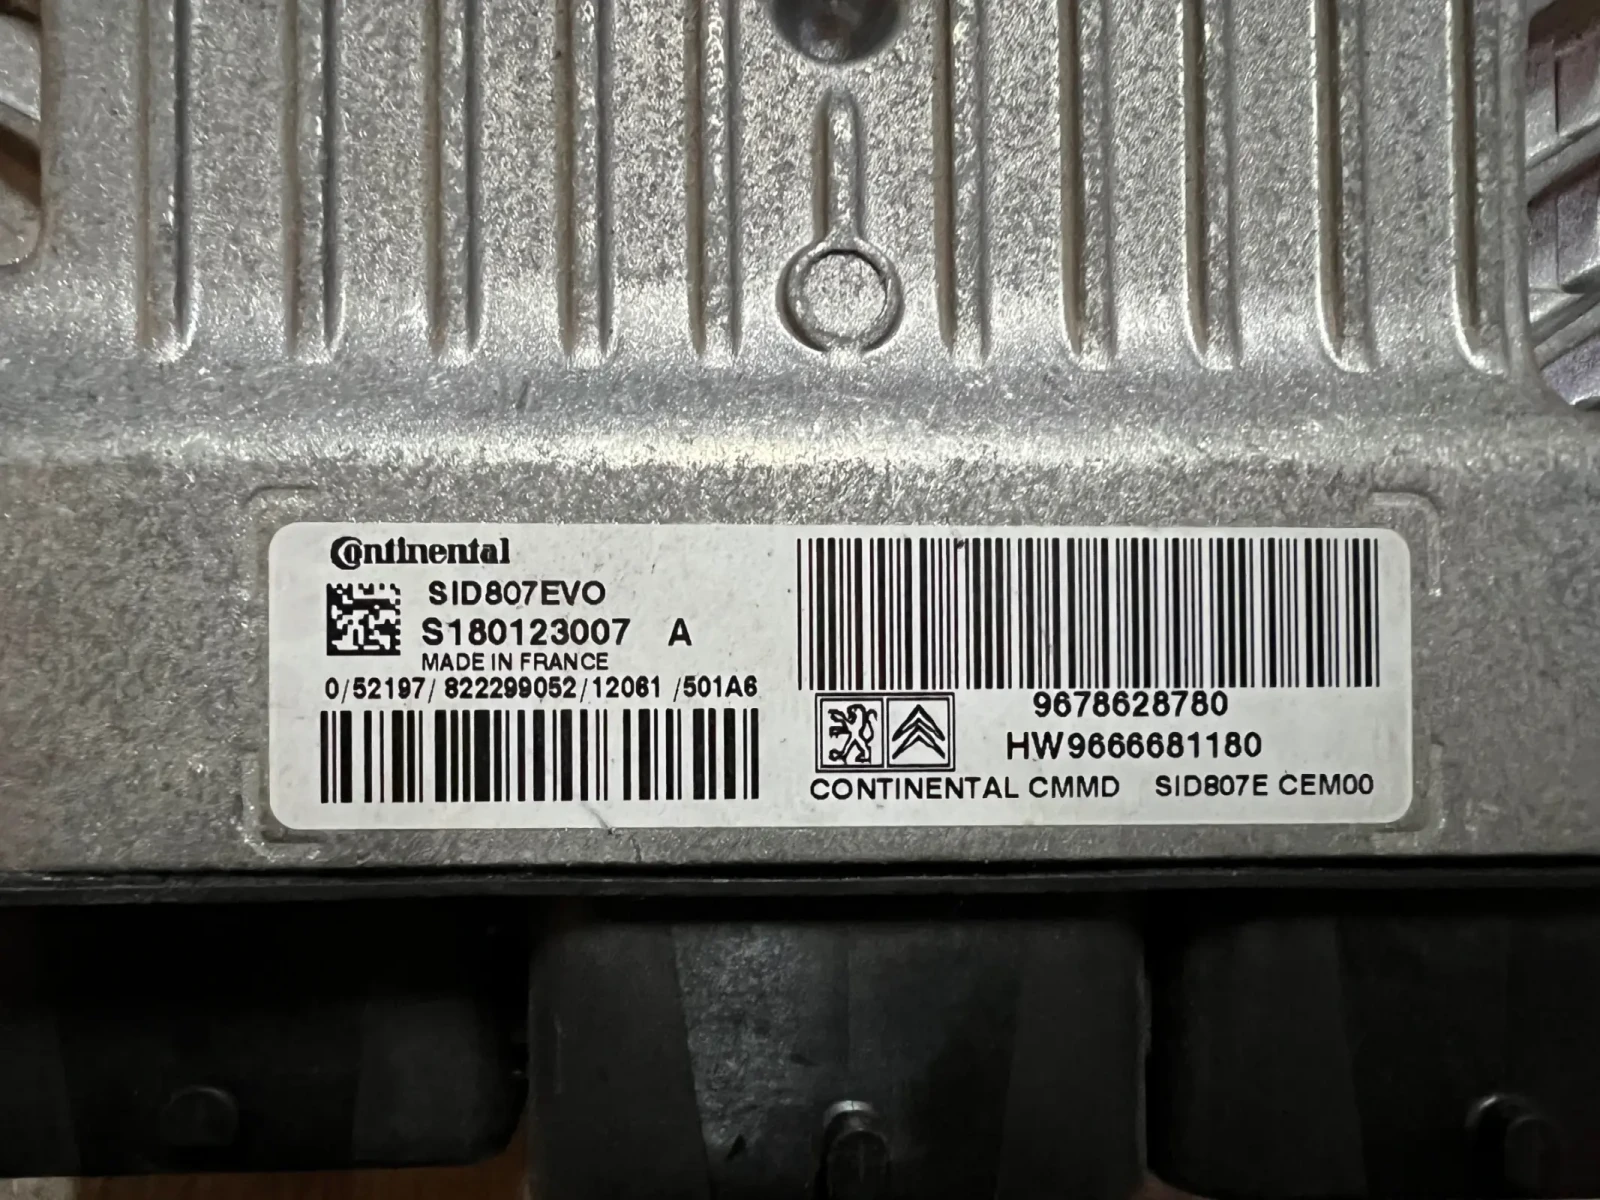 Continental
SID807EVO
S180123007 A
MADE IN FRANCE
0/52197/822299052/12061 /501A6
9678628780
HW9666681180
CONTINENTAL CMMD SID807E CEM00